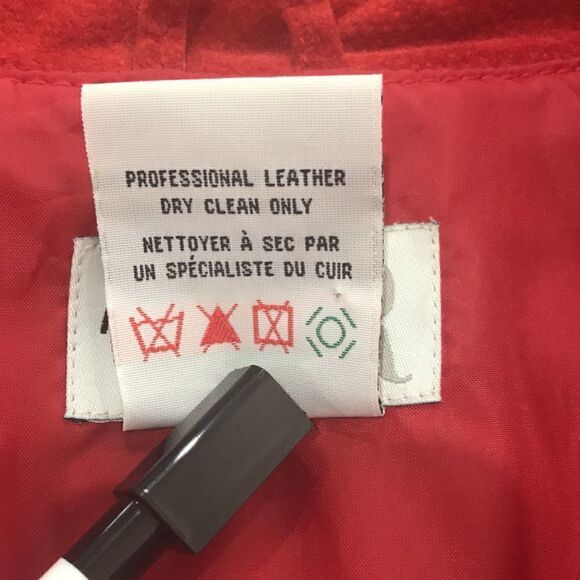 PROFESSIONAL LEATHER
DRY CLEAN ONLY
NETTOYER À SEC PAR
UN SPÉCIALISTE DU CUIR
R